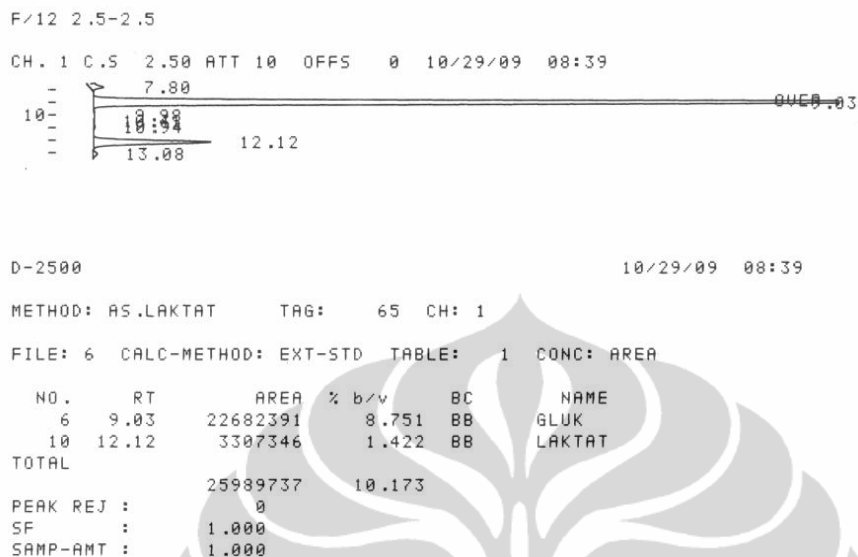 F/12 2.5-2.5
CH. 1 C.S 2.50 ATT 10 OFFS 0 10/29/09 08:39
7.80
10-
12.12
13.08
D-2500 10/29/09 08:39
METHOD: AS.LAKTAT TAG: 65 CH: 1
FILE: 6 CALC-METHOD: EXT-STD TABLE: 1 CONC: AREA
NO. RT AREA % b/v BC NAME
6 9.03 22682391 8.751 BB GLUK
10 12.12 3307346 1.422 BB LAKTAT
TOTAL
25989737 10.173
PEAK REJ : 0
SF : 1.000
SAMP-AMT : 1.000